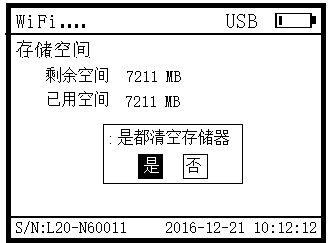 WiFi.... USB
存储空间
剩余空间 7211 MB
已用空间 7211 MB
:是都清空存储器
是 否
S/N:L20-N60011 2016-12-21 10:12:12